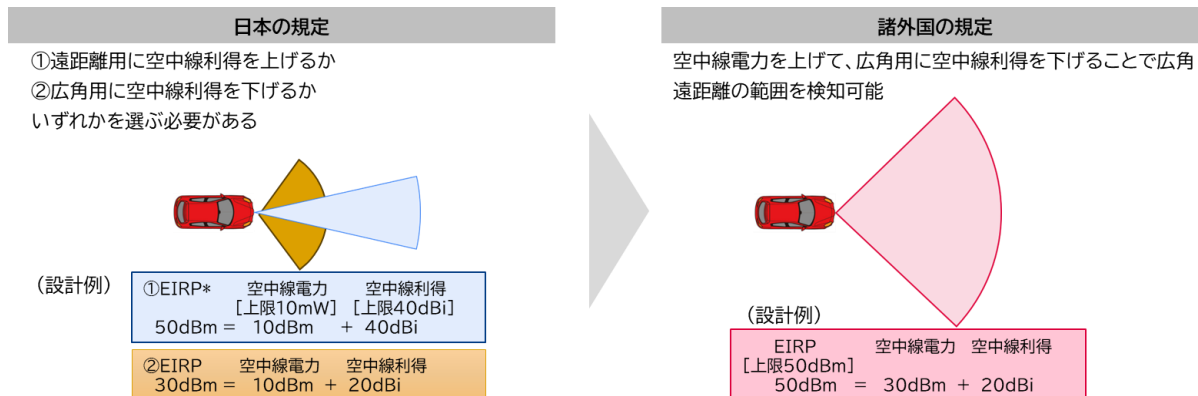 日本の規定
①遠距離用に空中線利得を上げるか
②広角用に空中線利得を下げるか
いずれかを選ぶ必要がある
(設計例)
①EIRP* 空中線電力 空中線利得
[上限10mW] [上限40dBi]
50dBm = 10dBm + 40dBi
②EIRP 空中線電力 空中線利得
30dBm = 10dBm + 20dBi
諸外国の規定
空中線電力を上げて、広角用に空中線利得を下げることで広角
遠距離の範囲を検知可能
(設計例)
EIRP 空中線電力 空中線利得
[上限50dBm]
50dBm = 30dBm + 20dBi